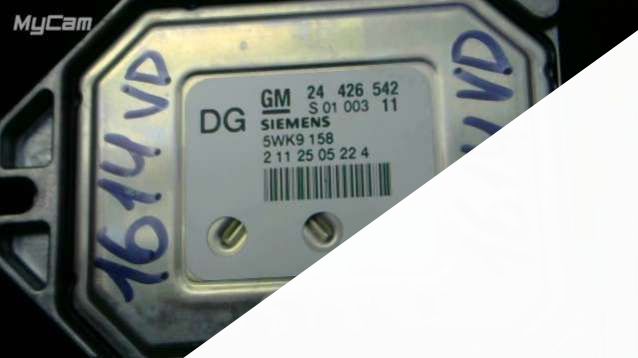 MyCam
1614 VD
DG
GM 24 426 542
S 01 003 11
SIEMENS
5WK9 158
2 11 25 05 22 4
VD